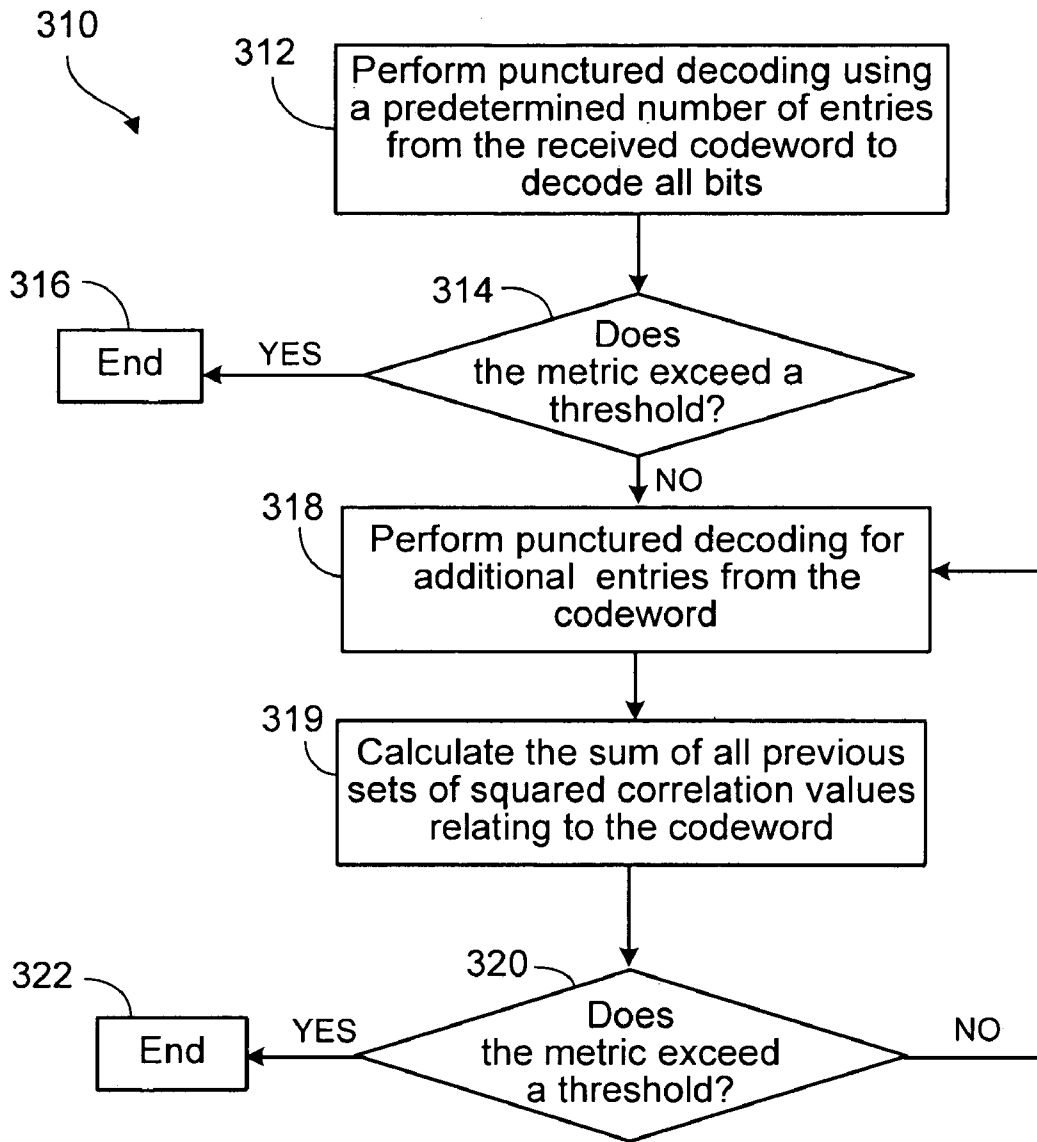 310
312
Perform punctured decoding using
a predetermined number of entries
from the received codeword to
decode all bits
316
314
End
YES
Does
the metric exceed a
threshold?
NO
318
Perform punctured decoding for
additional entries from the
codeword
319
Calculate the sum of all previous
sets of squared correlation values
relating to the codeword
322
320
End
YES
Does
the metric exceed
a threshold?
NO